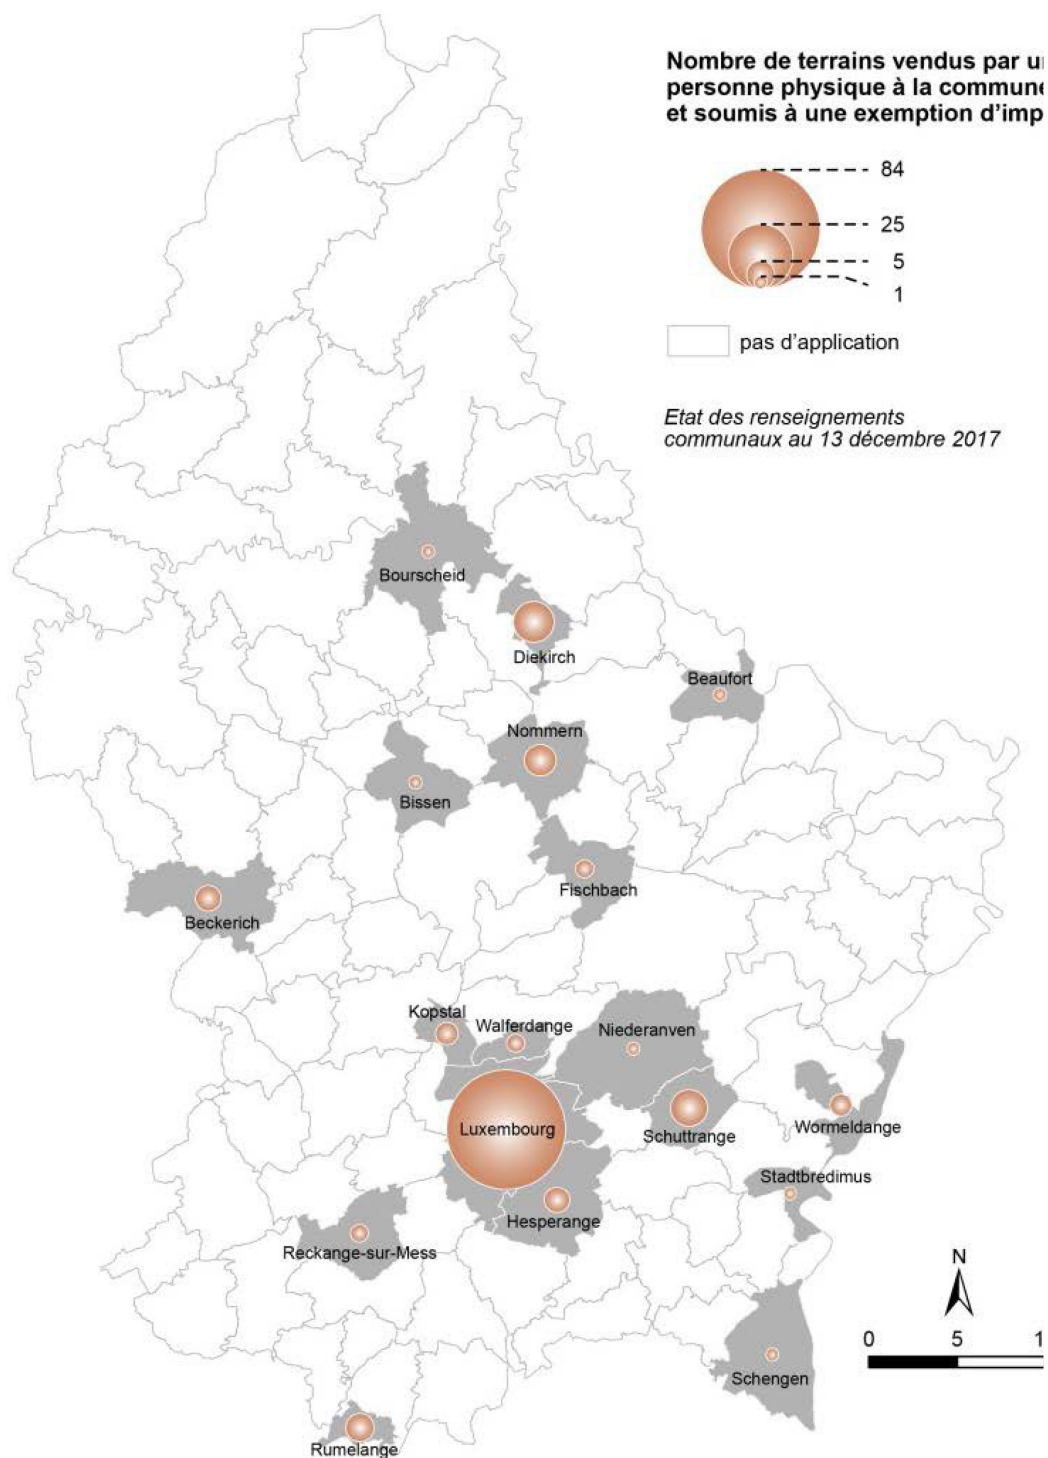 Nombre de terrains vendus par u
personne physique à la commune
et soumis à une exemption d'imp
84
25
5
1
pas d'application
Etat des renseignements
communaux au 13 décembre 2017
Bourscheid
Diekirch
Beaufort
Nommern
Bissen
Fischbach
Beckerich
Kopstal
Walferdange
Niederanven
Luxembourg
Schuttrange
Wormeldange
Stadtbredimus
Hesperange
Reckange-sur-Mess
N
0 5 1
Schengen
Rumelange